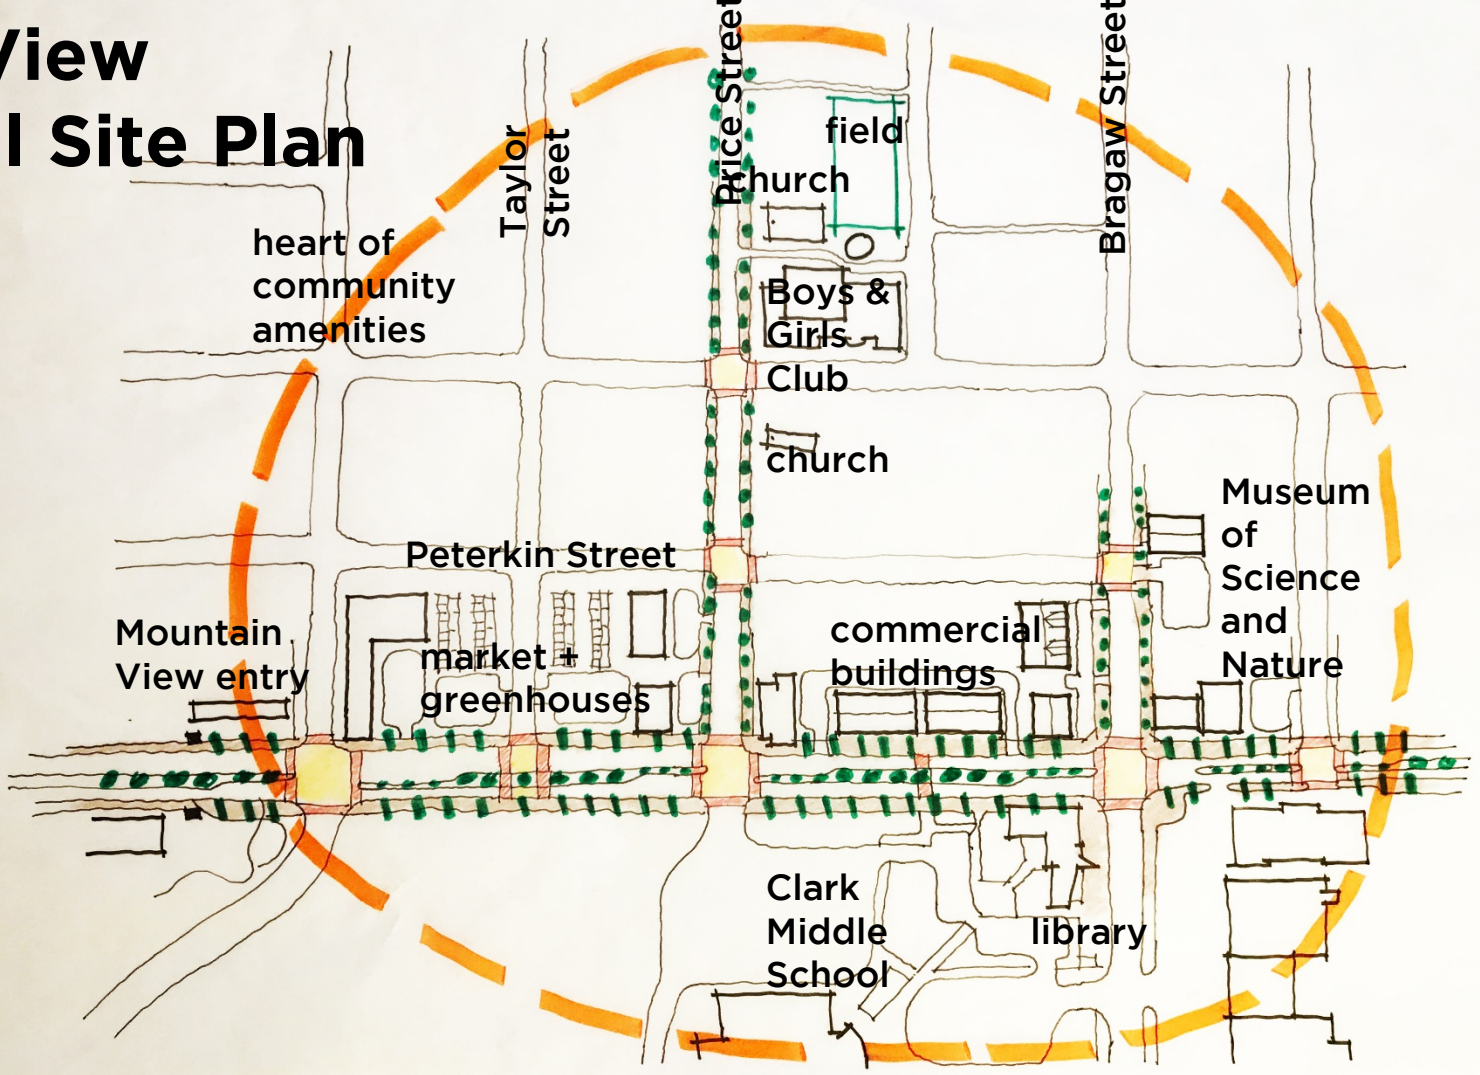 View
l Site Plan
Price Street
Bragaw Street
Taylor
Street
field
church
heart of
community
amenities
Boys &
Girls
Club
church
Museum
of
Science
and
Nature
Peterkin Street
Mountain
View entry
market +
greenhouses
commercial
buildings
Clark
Middle
School
library